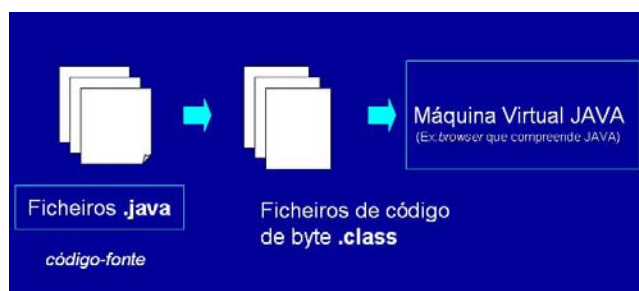 Máquina Virtual JAVA
(Ex:browser que compreende JAVA)
Ficheiros .java
código-fonte
Ficheiros de código
de byte .class